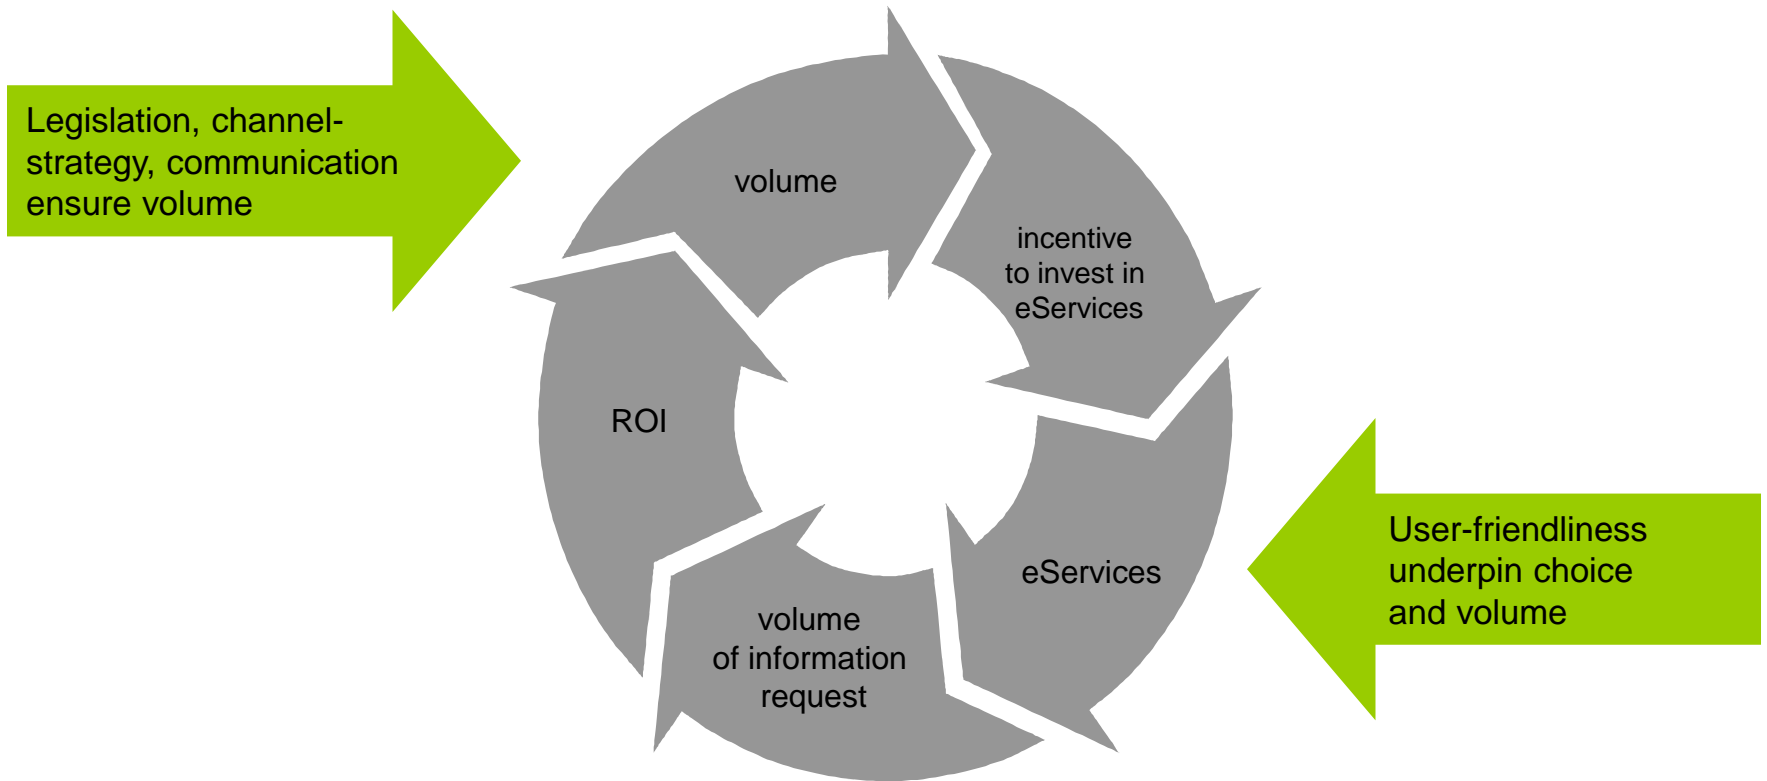 Legislation, channel-
strategy, communication
ensure volume
volume
incentive
to invest in
eServices
ROI
eServices
volume
of information
request
User-friendliness
underpin choice
and volume